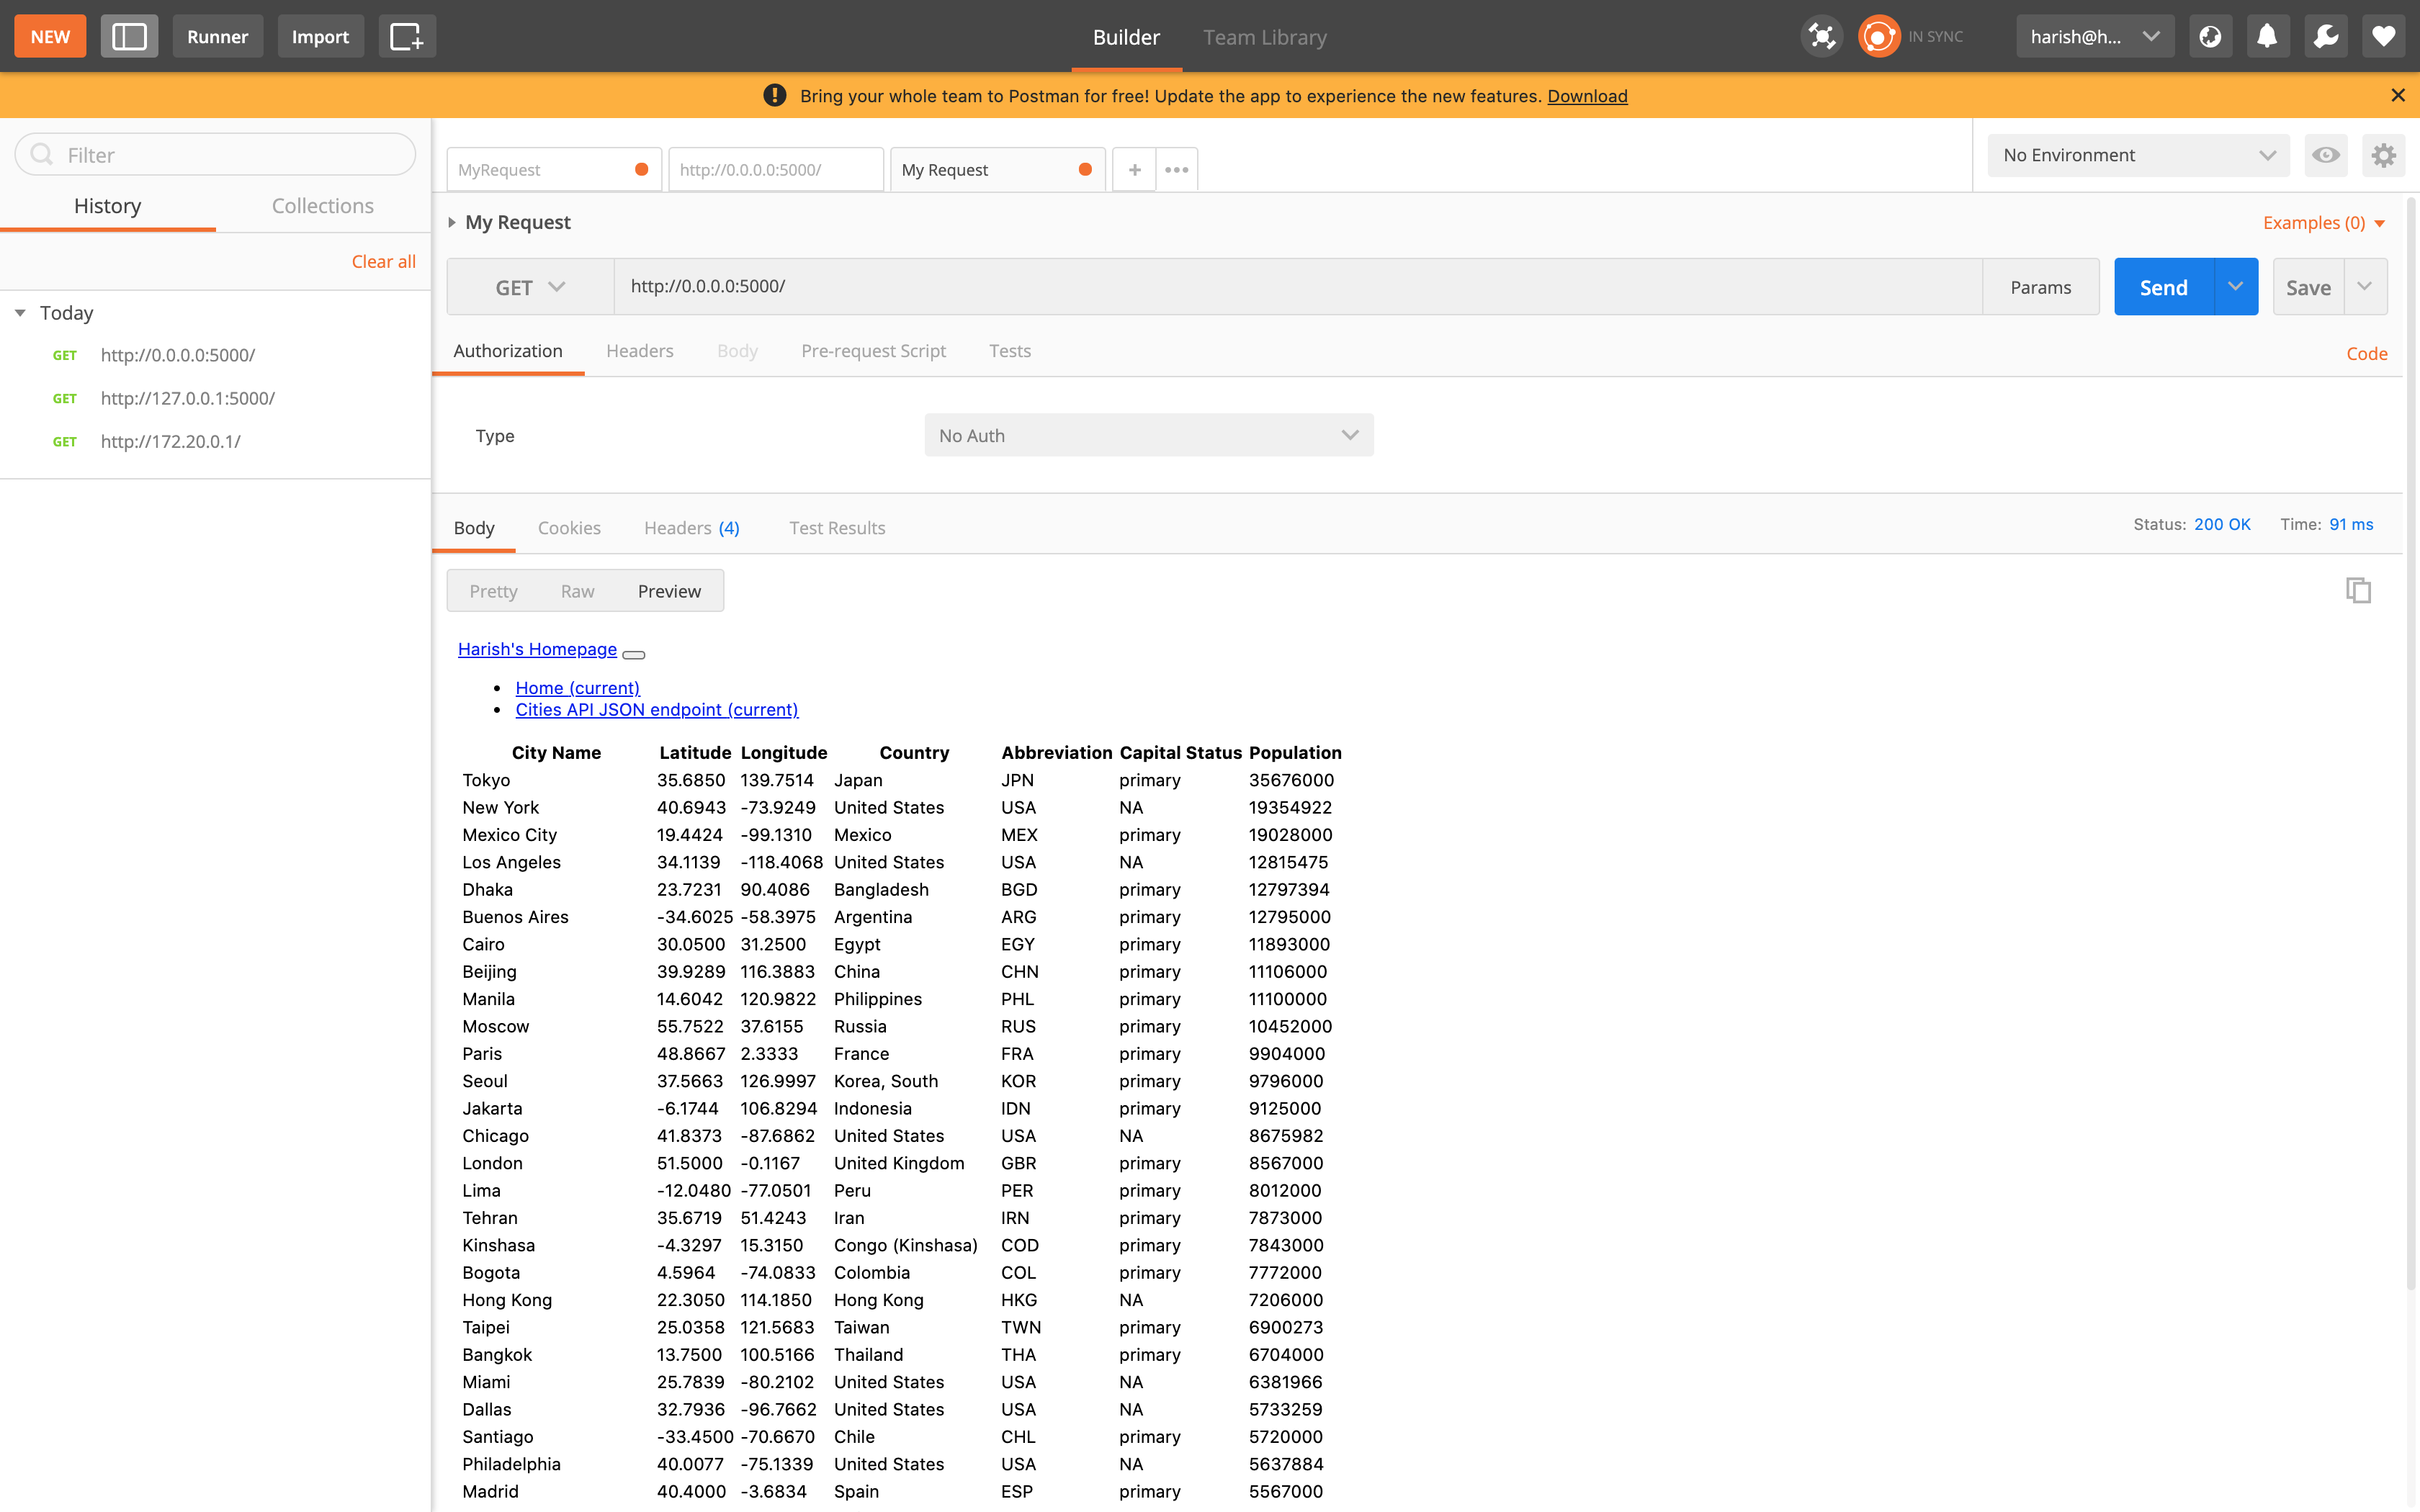 NEW Runner Import Builder Team Library IN SYNC harish@h...
Bring your whole team to Postman for free! Update the app to experience the new features. Download
Filter
History Collections
Clear all
Today
GET http://0.0.0.0:5000/
GET http://127.0.0.1:5000/
GET http://172.20.0.1/
MyRequest http://0.0.0.0:5000/ My Request + ••• No Environment
My Request Examples (0)
GET http://0.0.0.0:5000/ Params Send Save
Authorization Headers Body Pre-request Script Tests Code
Type No Auth
Body Cookies Headers (4) Test Results Status: 200 OK Time: 91 ms
Pretty Raw Preview
Harish's Homepage
• Home (current)
• Cities API JSON endpoint (current)
City Name Latitude Longitude Country Abbreviation Capital Status Population
Tokyo 35.6850 139.7514 Japan JPN primary 35676000
New York 40.6943 -73.9249 United States USA NA 19354922
Mexico City 19.4424 -99.1310 Mexico MEX primary 19028000
Los Angeles 34.1139 -118.4068 United States USA NA 12815475
Dhaka 23.7231 90.4086 Bangladesh BGD primary 12797394
Buenos Aires -34.6025 -58.3975 Argentina ARG primary 12795000
Cairo 30.0500 31.2500 Egypt EGY primary 11893000
Beijing 39.9289 116.3883 China CHN primary 11106000
Manila 14.6042 120.9822 Philippines PHL primary 11100000
Moscow 55.7522 37.6155 Russia RUS primary 10452000
Paris 48.8667 2.3333 France FRA primary 9904000
Seoul 37.5663 126.9997 Korea, South KOR primary 9796000
Jakarta -6.1744 106.8294 Indonesia IDN primary 9125000
Chicago 41.8373 -87.6862 United States USA NA 8675982
London 51.5000 -0.1167 United Kingdom GBR primary 8567000
Lima -12.0480 -77.0501 Peru PER primary 8012000
Tehran 35.6719 51.4243 Iran IRN primary 7873000
Kinshasa -4.3297 15.3150 Congo (Kinshasa) COD primary 7843000
Bogota 4.5964 -74.0833 Colombia COL primary 7772000
Hong Kong 22.3050 114.1850 Hong Kong HKG NA 7206000
Taipei 25.0358 121.5683 Taiwan TWN primary 6900273
Bangkok 13.7500 100.5166 Thailand THA primary 6704000
Miami 25.7839 -80.2102 United States USA NA 6381966
Dallas 32.7936 -96.7662 United States USA NA 5733259
Santiago -33.4500 -70.6670 Chile CHL primary 5720000
Philadelphia 40.0077 -75.1339 United States USA NA 5637884
Madrid 40.4000 -3.6834 Spain ESP primary 5567000